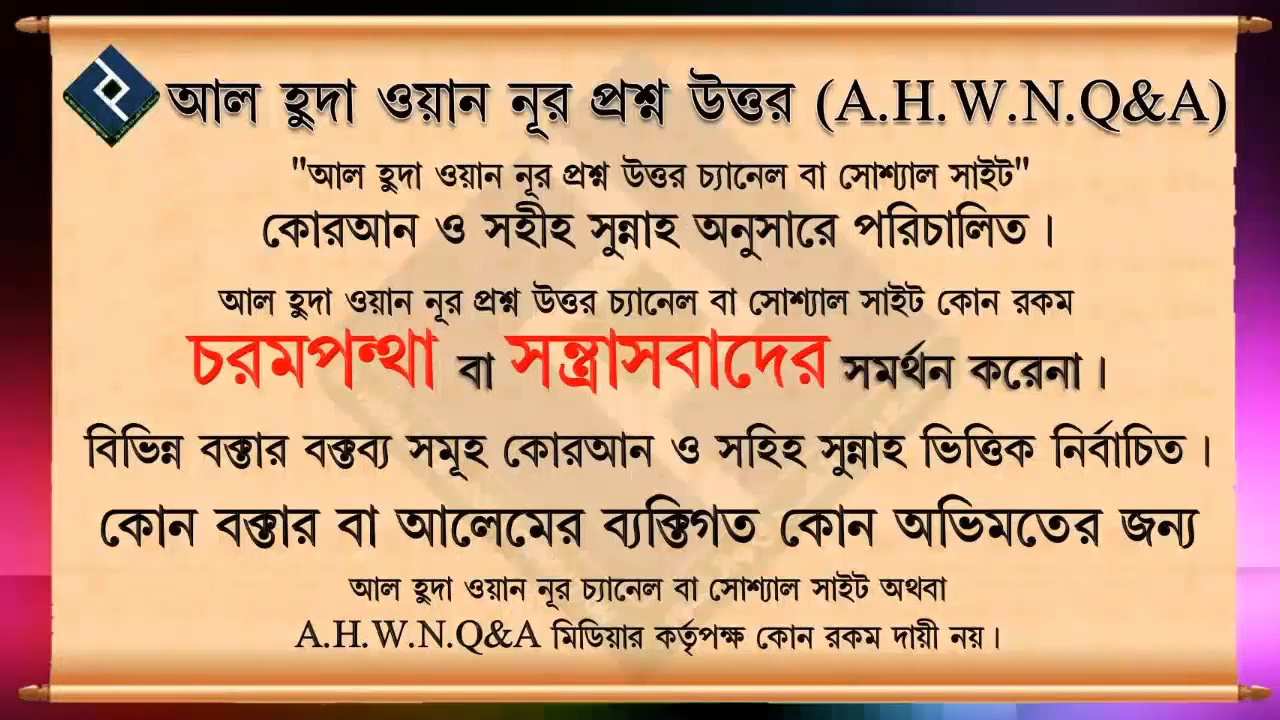 আল হুদা ওয়ান নূর প্রশ্ন উত্তর (A.H.W.N.Q&A)
"আল হুদা ওয়ান নূর প্রশ্ন উত্তর চ্যানেল বা সোশ্যাল সাইট"
কোরআন ও সহীহ সুন্নাহ অনুসারে পরিচালিত।
আল হুদা ওয়ান নূর প্রশ্ন উত্তর চ্যানেল বা সোশ্যাল সাইট কোন রকম
চরমপন্থা বা সন্ত্রাসবাদের সমর্থন করেনা।
বিভিন্ন বক্তার বক্তব্য সমূহ কোরআন ও সহিহ সুন্নাহ ভিত্তিক নির্বাচিত।
কোন বক্তার বা আলেমের ব্যক্তিগত কোন অভিমতের জন্য
আল হুদা ওয়ান নূর চ্যানেল বা সোশ্যাল সাইট অথবা
A.H.W.N.Q&A মিডিয়ার কর্তৃপক্ষ কোন রকম দায়ী নয়।